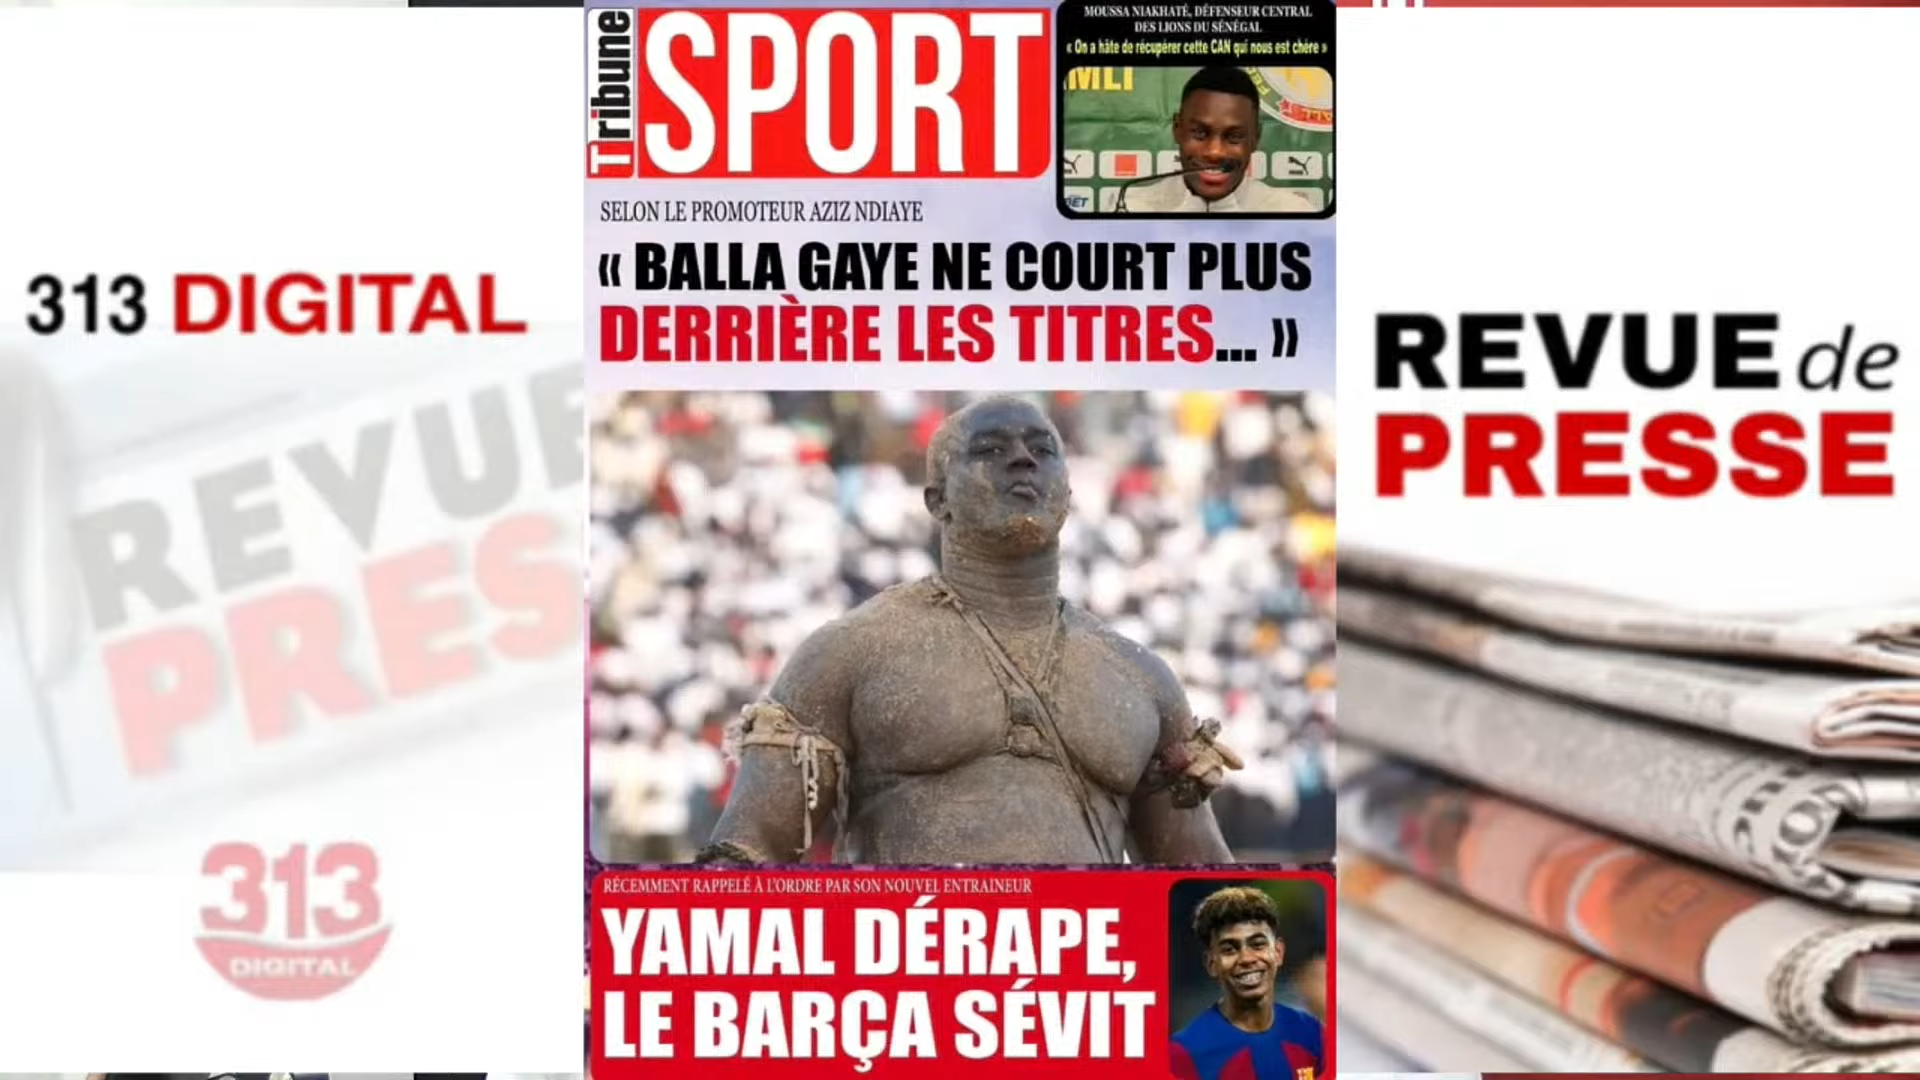 313 DIGITAL
REVUE
PRES
313
DIGITAL
Tribune
SPORT
MOUSSA NIAKHATÉ, DÉFENSEUR CENTRAL
DES LIONS DU SÉNÉGAL
« On a hâte de récupérer cette CAN qui nous est chère »
SELON LE PROMOTEUR AZIZ NDIAYE
« BALLA GAYE NE COURT PLUS
DERRIÈRE LES TITRES... »
RÉCEMMENT RAPPELÉ À L'ORDRE PAR SON NOUVEL ENTRAINEUR
YAMAL DÉRAPE,
LE BARÇA SÉVIT
REVUE de
PRESSE